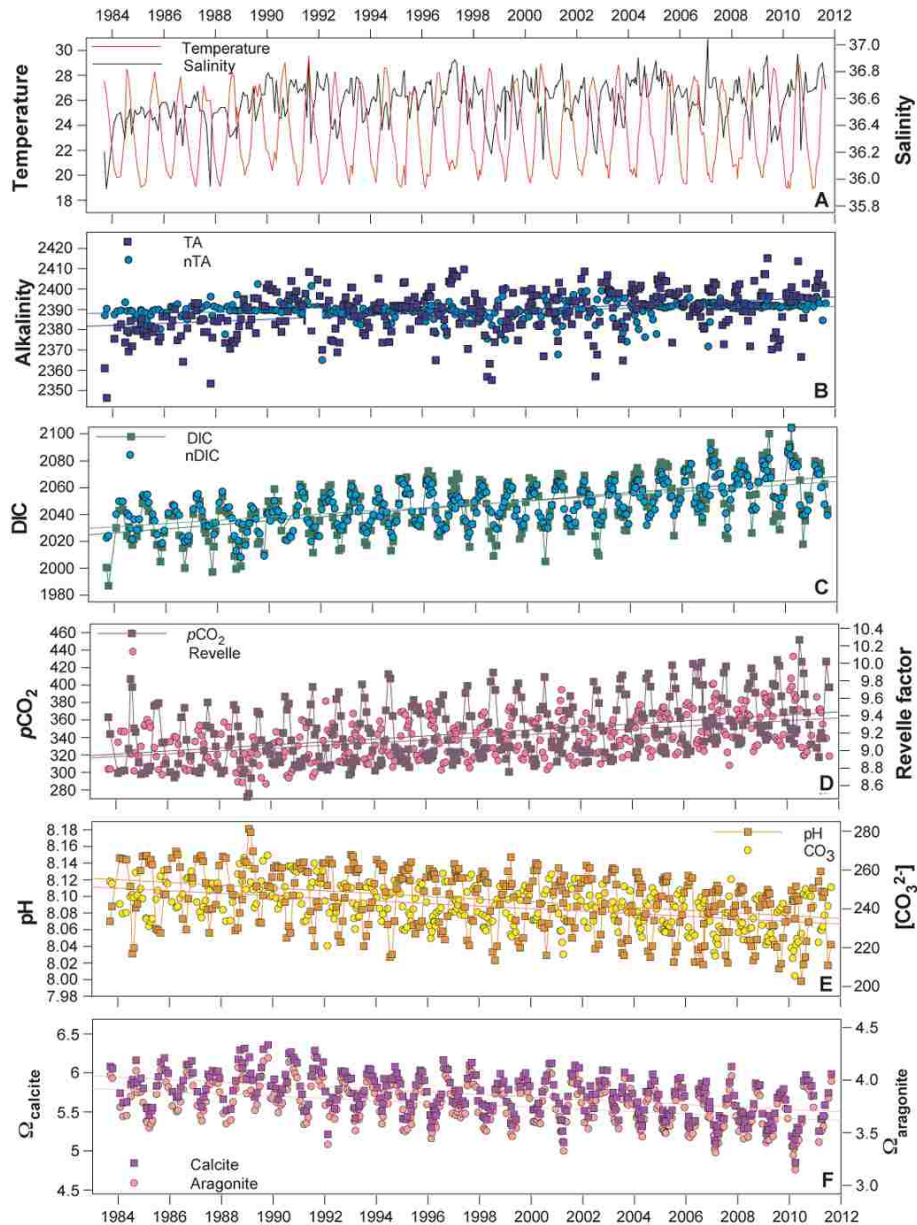 1984 1986 1988 1990 1992 1994 1996 1998 2000 2002 2004 2006 2008 2010 2012
Temperature
30
28
26
24
22
20
18
Temperature
Salinity
37.0
36.8
36.6
36.4
36.2
36.0
35.8
Salinity
A
Alkalinity
2420
2410
2400
2390
2380
2370
2360
2350
TA
nTA
B
DIC
2100
2080
2060
2040
2020
2000
1980
DIC
nDIC
C
pCO₂
460
440
420
400
380
360
340
320
300
280
pCO₂
Revelle
10.4
10.2
10.0
9.8
9.6
9.4
9.2
9.0
8.8
8.6
Revelle factor
D
pH
8.18
8.16
8.14
8.12
8.10
8.08
8.06
8.04
8.02
8.00
7.98
pH
CO₃
280
260
240
220
200
[CO₃²⁻]
E
Ωcalcite
6.5
6
5.5
5
4.5
Calcite
Aragonite
4.5
4.0
3.5
3.0
Ωaragonite
F
1984 1986 1988 1990 1992 1994 1996 1998 2000 2002 2004 2006 2008 2010 2012